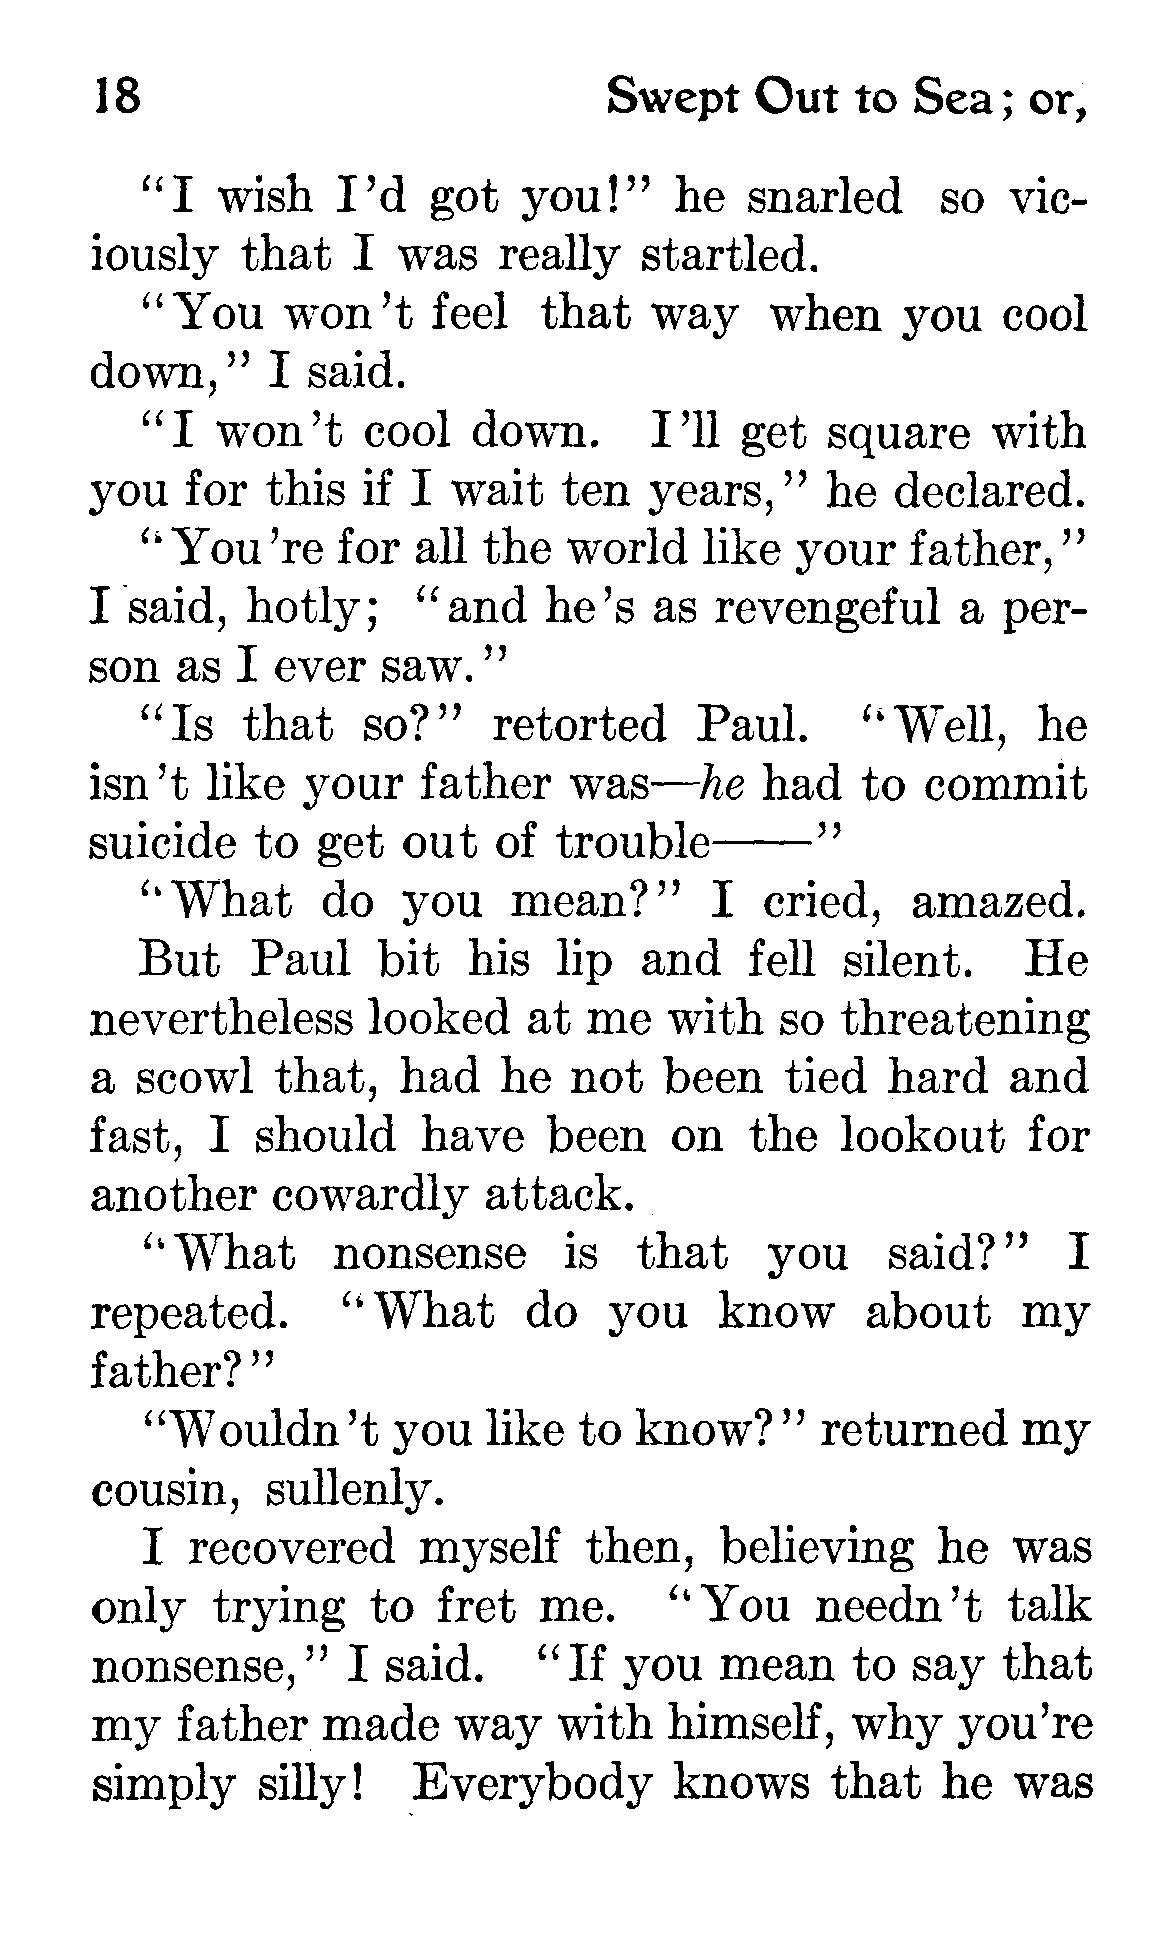 18 Swept Out to Sea; or,
"I wish I'd got you!" he snarled so vic-
iously that I was really startled.
"You won't feel that way when you cool
down," I said.
"I won't cool down. I'll get square with
you for this if I wait ten years," he declared.
"You're for all the world like your father,"
I said, hotly; "and he's as revengeful a per-
son as I ever saw."
"Is that so?" retorted Paul. "Well, he
isn't like your father was—he had to commit
suicide to get out of trouble——"
"What do you mean?" I cried, amazed.
But Paul bit his lip and fell silent. He
nevertheless looked at me with so threatening
a scowl that, had he not been tied hard and
fast, I should have been on the lookout for
another cowardly attack.
"What nonsense is that you said?" I
repeated. "What do you know about my
father?"
"Wouldn't you like to know?" returned my
cousin, sullenly.
I recovered myself then, believing he was
only trying to fret me. "You needn't talk
nonsense," I said. "If you mean to say that
my father made way with himself, why you're
simply silly! Everybody knows that he was